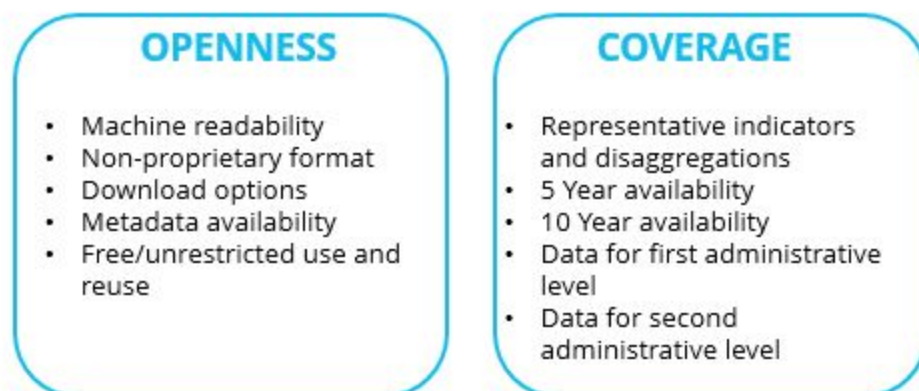 OPENNESS
• Machine readability
• Non-proprietary format
• Download options
• Metadata availability
• Free/unrestricted use and
reuse
COVERAGE
• Representative indicators
and disaggregations
• 5 Year availability
• 10 Year availability
• Data for first administrative
level
• Data for second
administrative level